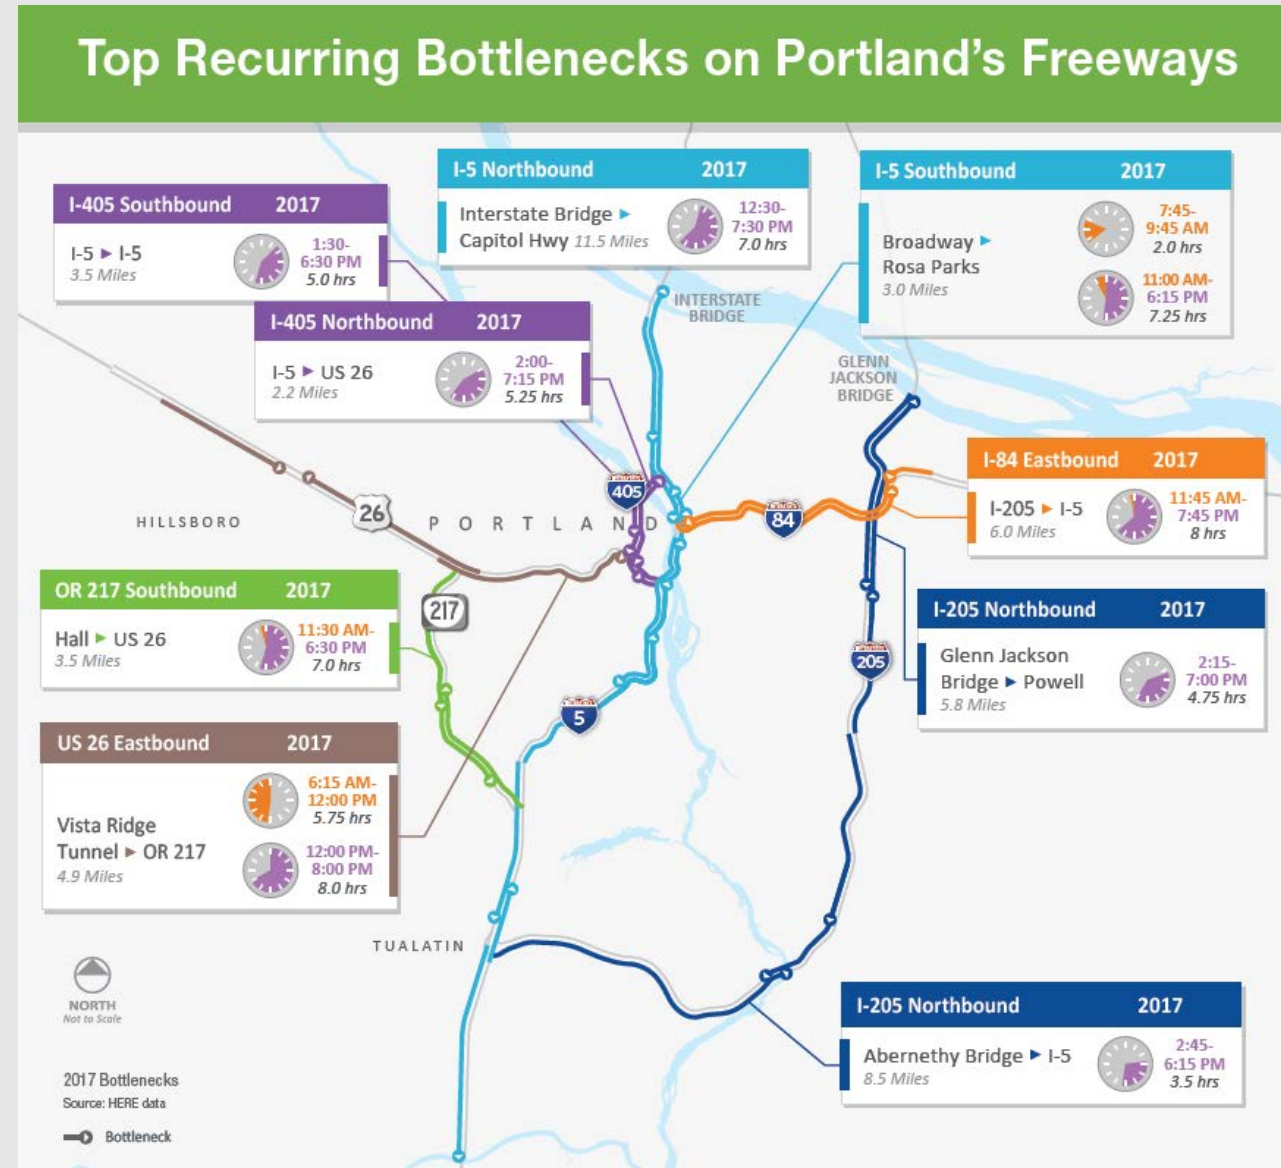 Top Recurring Bottlenecks on Portland's Freeways
I-405 Southbound 2017
I-5 ▶ I-5
3.5 Miles
1:30-
6:30 PM
5.0 hrs
I-5 Northbound 2017
Interstate Bridge ▶
Capitol Hwy 11.5 Miles
12:30-
7:30 PM
7.0 hrs
I-5 Southbound 2017
Broadway ▶
Rosa Parks
3.0 Miles
7:45-
9:45 AM
2.0 hrs
11:00 AM-
6:15 PM
7.25 hrs
I-405 Northbound 2017
I-5 ▶ US 26
2.2 Miles
2:00-
7:15 PM
5.25 hrs
INTERSTATE
BRIDGE
GLENN
JACKSON
BRIDGE
I-84 Eastbound 2017
I-205 ▶ I-5
6.0 Miles
11:45 AM-
7:45 PM
8 hrs
405
26
84
HILLSBORO
PORTLAND
OR 217 Southbound 2017
Hall ▶ US 26
3.5 Miles
11:30 AM-
6:30 PM
7.0 hrs
217
I-205 Northbound 2017
Glenn Jackson
Bridge ▶ Powell
5.8 Miles
2:15-
7:00 PM
4.75 hrs
205
5
US 26 Eastbound 2017
Vista Ridge
Tunnel ▶ OR 217
4.9 Miles
6:15 AM-
12:00 PM
5.75 hrs
12:00 PM-
8:00 PM
8.0 hrs
TUALATIN
NORTH
Not to Scale
I-205 Northbound 2017
Abernethy Bridge ▶ I-5
8.5 Miles
2:45-
6:15 PM
3.5 hrs
2017 Bottlenecks
Source: HERE data
Bottleneck